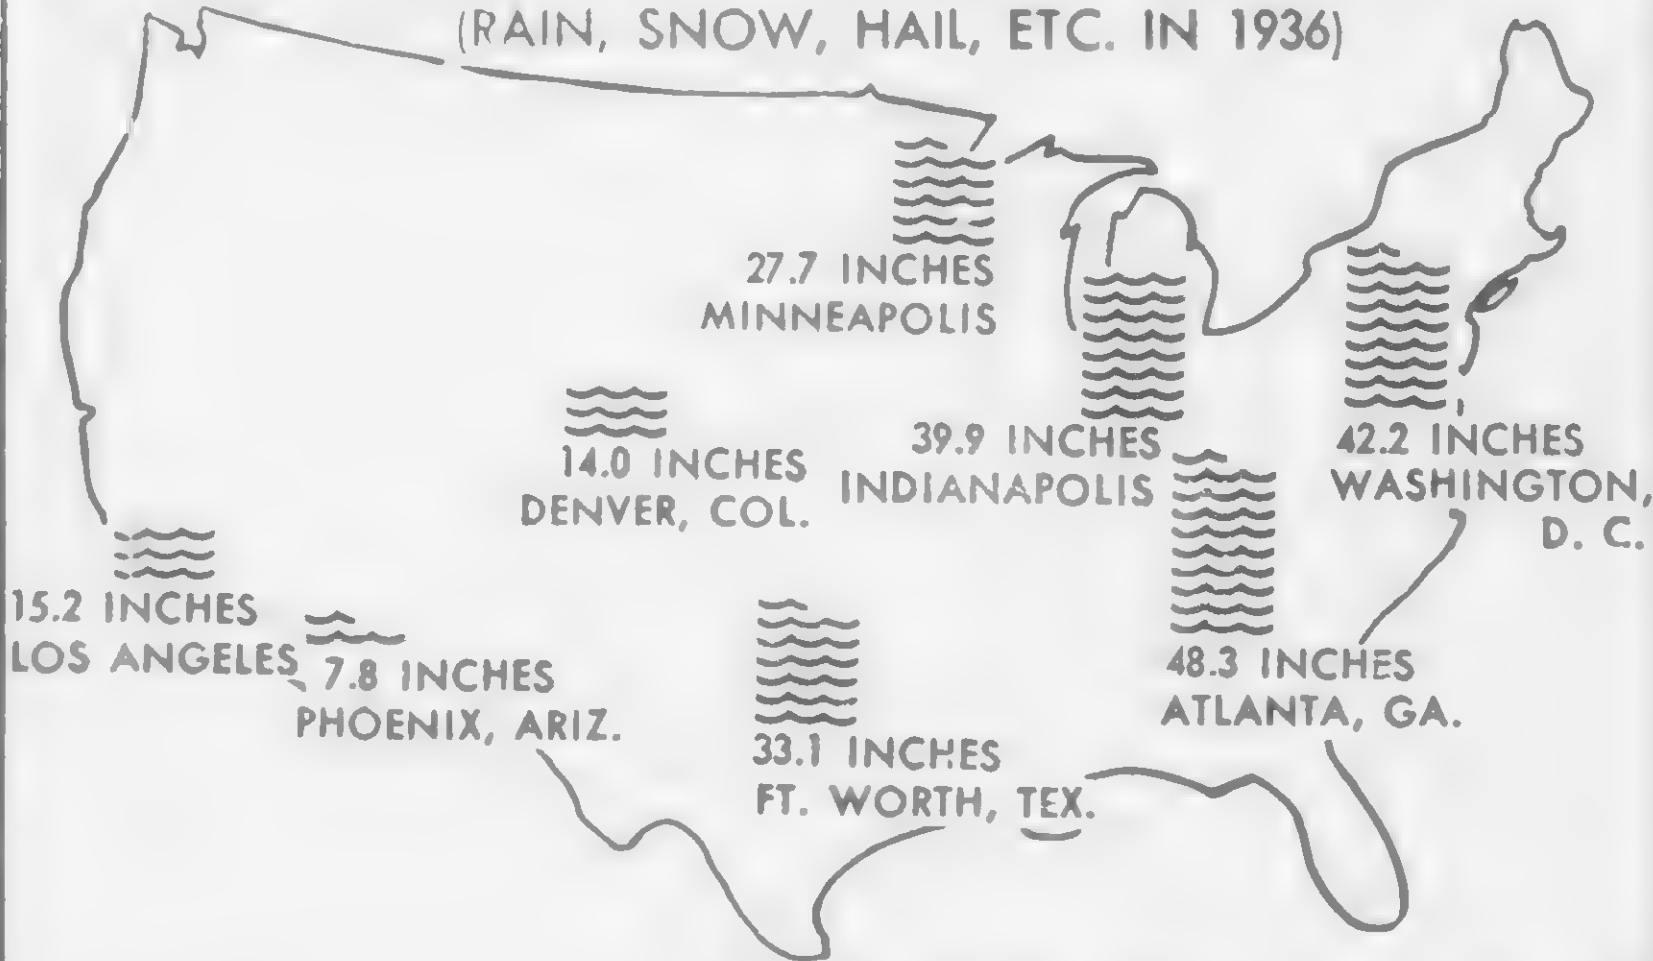 (RAIN, SNOW, HAIL, ETC. IN 1936)
27.7 INCHES
MINNEAPOLIS
14.0 INCHES
DENVER, COL.
39.9 INCHES
INDIANAPOLIS
42.2 INCHES
WASHINGTON,
D. C.
15.2 INCHES
LOS ANGELES
7.8 INCHES
PHOENIX, ARIZ.
33.1 INCHES
FT. WORTH, TEX.
48.3 INCHES
ATLANTA, GA.